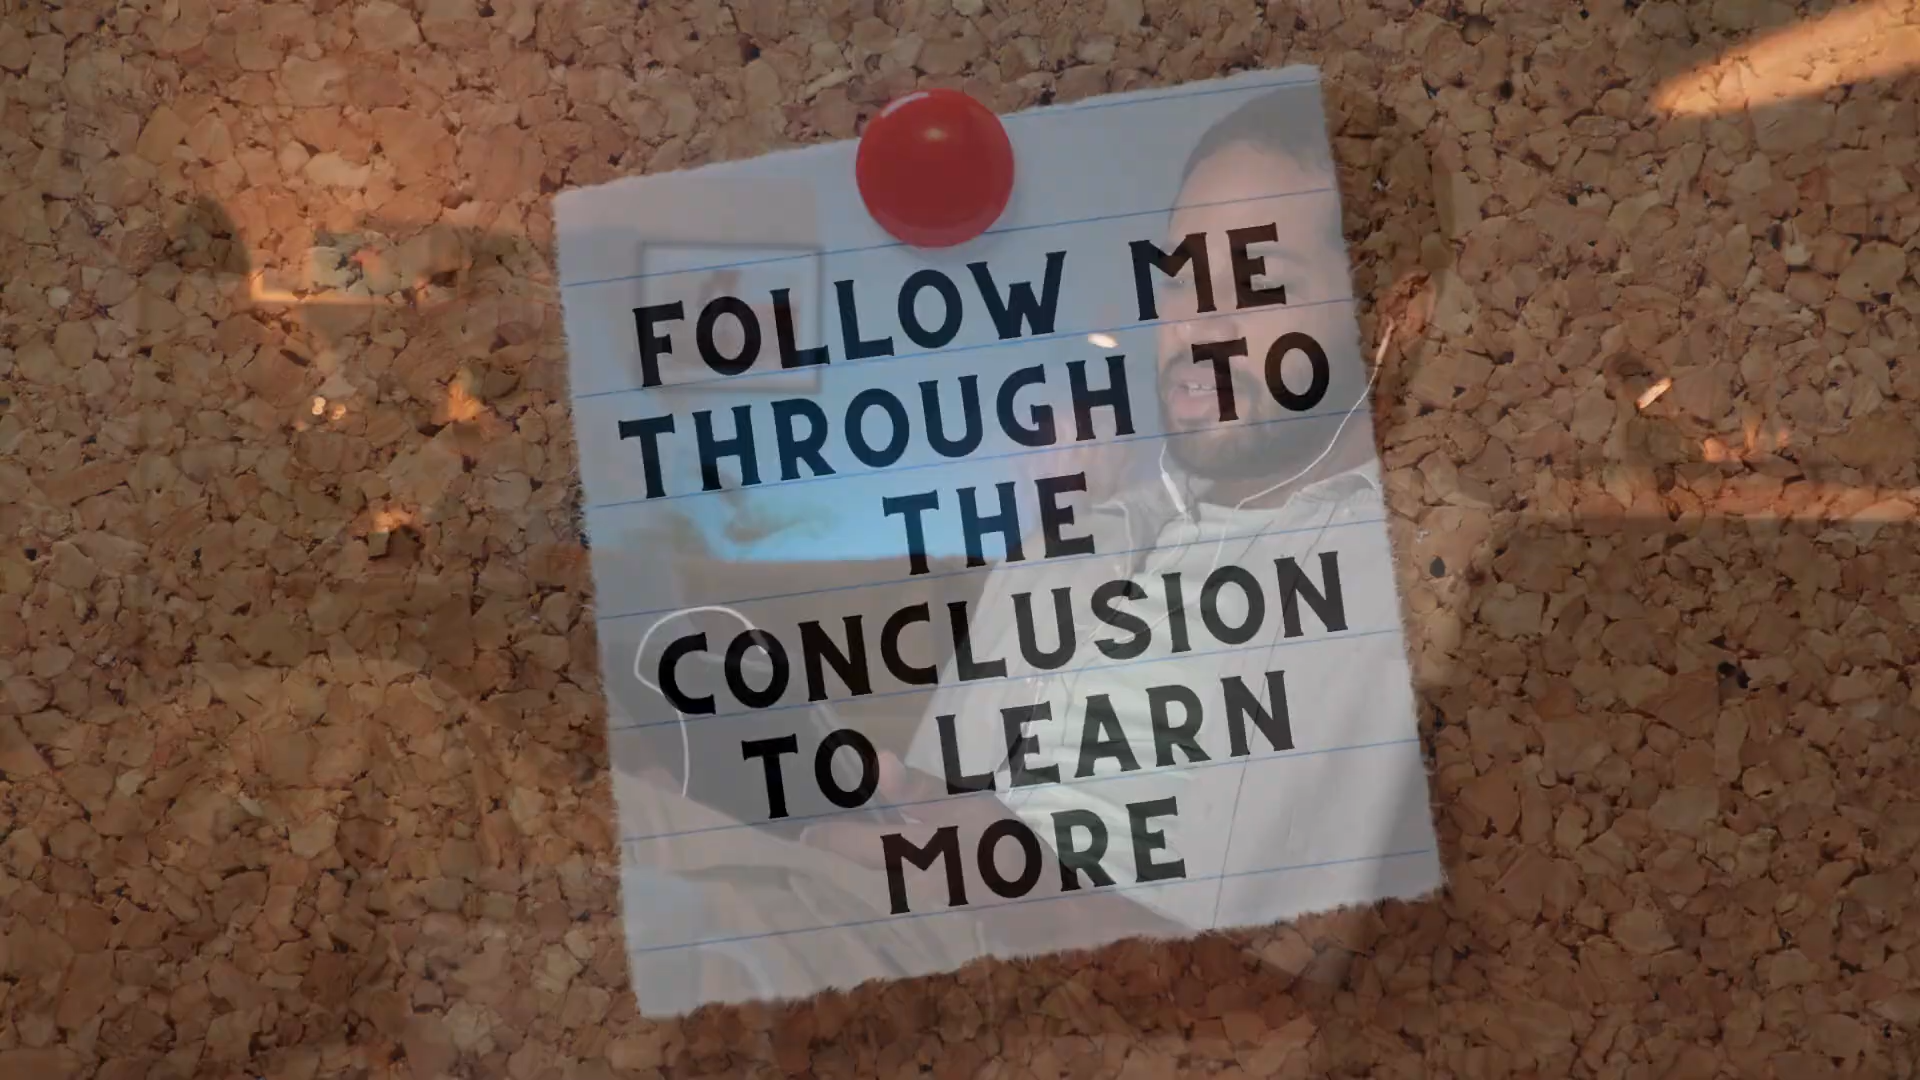 FOLLOW ME
THROUGH TO
THE
CONCLUSION
TO LEARN
MORE